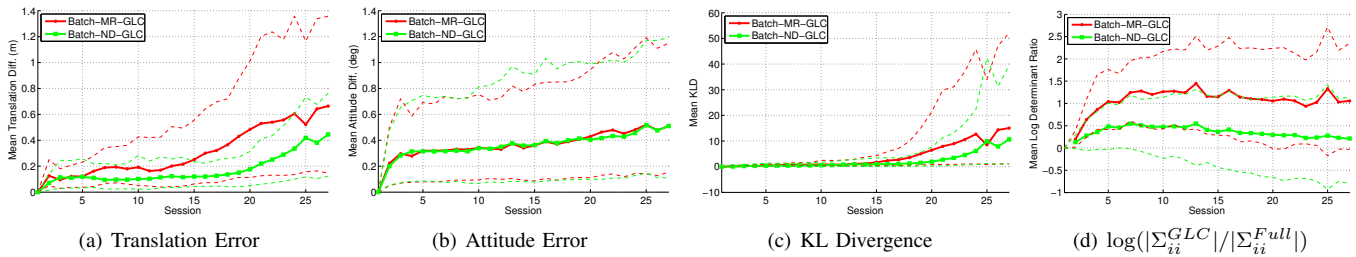 Mean Translation Diff. (m)
1.4
1.2
1
0.8
0.6
0.4
0.2
0
5
10
15
20
25
Session
Batch-MR-GLC
Batch-ND-GLC
(a) Translation Error
Mean Attitude Diff. (deg)
1.4
1.2
1
0.8
0.6
0.4
0.2
0
5
10
15
20
25
Session
Batch-MR-GLC
Batch-ND-GLC
(b) Attitude Error
Mean KLD
60
50
40
30
20
10
0
−10
5
10
15
20
25
Session
Batch-MR-GLC
Batch-ND-GLC
(c) KL Divergence
Mean Log Determinant Ratio
3
2.5
2
1.5
1
0.5
0
−0.5
−1
5
10
15
20
25
Session
Batch-MR-GLC
Batch-ND-GLC
(d) log(|Σ_{ii}^{GLC}|/|Σ_{ii}^{Full}|)